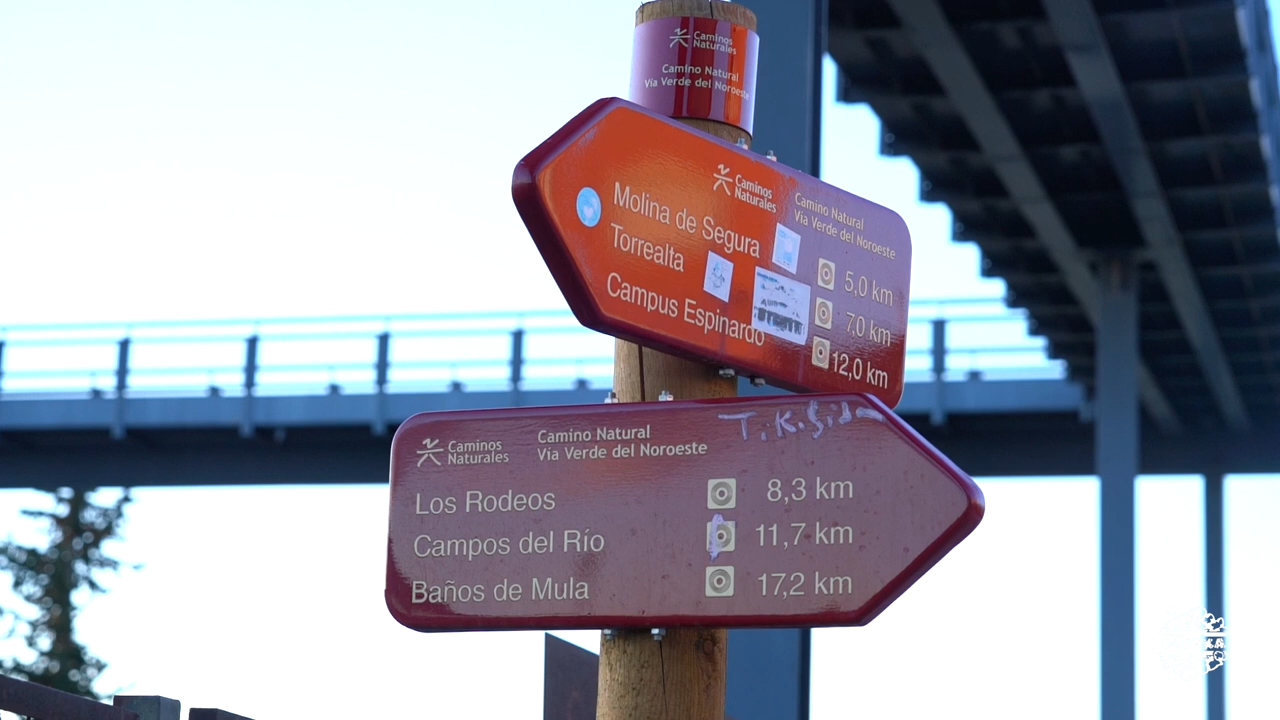 Caminos
Naturales
Camino Natural
Vía Verde del Noroeste
Caminos
Naturales
Camino Natural
Vía Verde del Noroeste
Molina de Segura 5,0 km
Torrealta 7,0 km
Campus Espinardo 12,0 km
Caminos
Naturales
Camino Natural
Vía Verde del Noroeste
Los Rodeos 8,3 km
Campos del Río 11,7 km
Baños de Mula 17,2 km